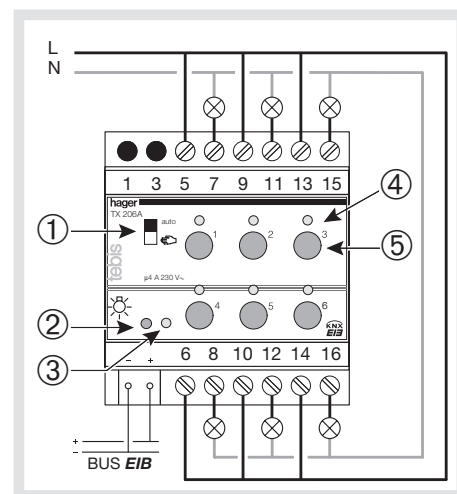 L
N
1 3 5 7 9 11 13 15
④
hager
TX 206A
auto
①
1 2 3
⑤
tebis
µ4 A 230 V~
②
4 5 6
KNX
EIB
③
- +
6 8 10 12 14 16
+
-
BUS EIB